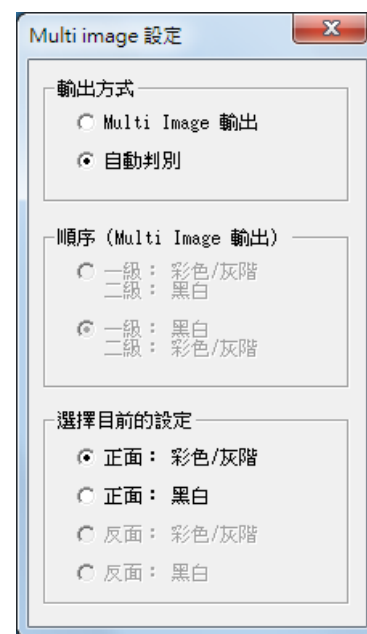 Multi image 設定
輸出方式
Multi Image 輸出
自動判別
順序 (Multi Image 輸出)
一級： 彩色/灰階
二級： 黑白
一級： 黑白
二級： 彩色/灰階
選擇目前的設定
正面： 彩色/灰階
正面： 黑白
反面： 彩色/灰階
反面： 黑白